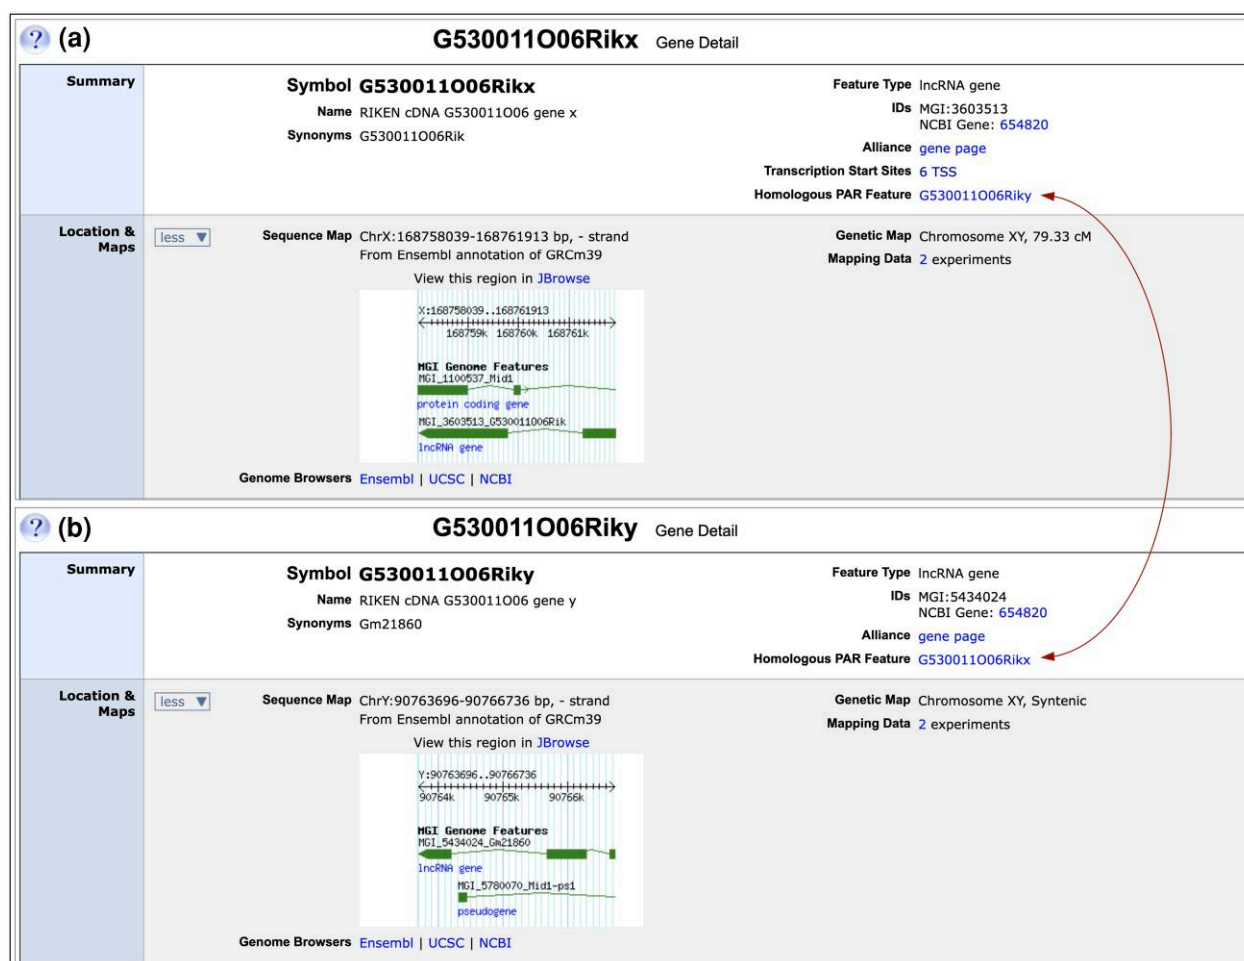 ? (a) G530011O06Rikx Gene Detail
Summary
Symbol G530011O06Rikx
Name RIKEN cDNA G530011O06 gene x
Synonyms G530011O06Rik
Feature Type lncRNA gene
IDs MGI:3603513
NCBI Gene: 654820
Alliance gene page
Transcription Start Sites 6 TSS
Homologous PAR Feature G530011O06Riky
Location & Maps
less ▼
Sequence Map ChrX:168758039-168761913 bp, - strand
From Ensembl annotation of GRCm39
View this region in JBrowse
X:168758039..168761913
168759k 168760k 168761k
MGI Genome Features
MGI_1100537_Mid1
protein coding gene
MGI_3603513_G530011O06Rik
lncRNA gene
Genome Browsers Ensembl | UCSC | NCBI
Genetic Map Chromosome XY, 79.33 cM
Mapping Data 2 experiments
? (b) G530011O06Riky Gene Detail
Summary
Symbol G530011O06Riky
Name RIKEN cDNA G530011O06 gene y
Synonyms Gm21860
Feature Type lncRNA gene
IDs MGI:5434024
NCBI Gene: 654820
Alliance gene page
Homologous PAR Feature G530011O06Rikx
Location & Maps
less ▼
Sequence Map ChrY:90763696-90766736 bp, - strand
From Ensembl annotation of GRCm39
View this region in JBrowse
Y:90763696..90766736
90764k 90765k 90766k
MGI Genome Features
MGI_5434024_Gm21860
lncRNA gene
MGI_5780070_Mid1-ps1
pseudogene
Genome Browsers Ensembl | UCSC | NCBI
Genetic Map Chromosome XY, Syntenic
Mapping Data 2 experiments